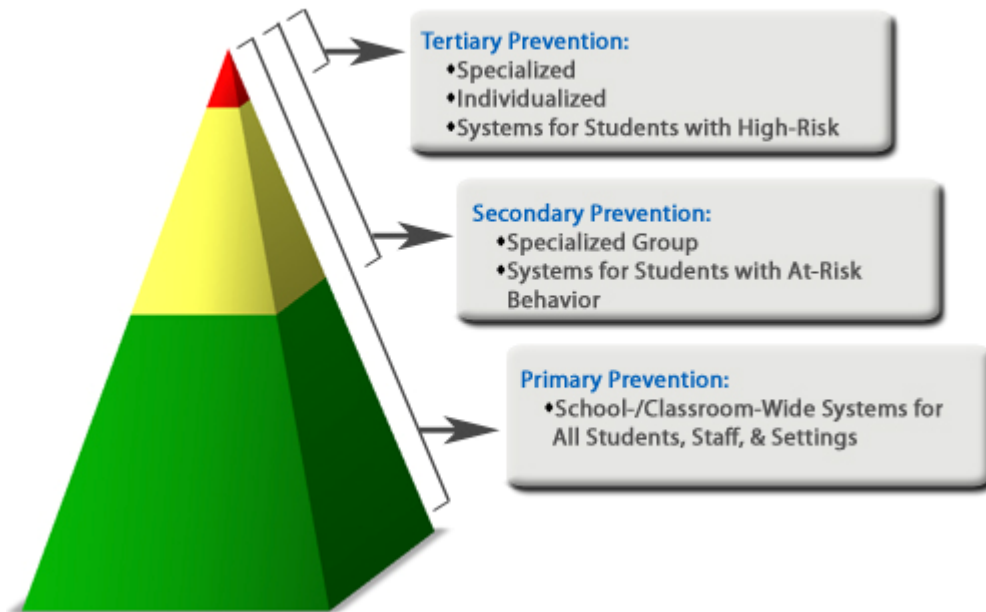 Tertiary Prevention:
♦Specialized
♦Individualized
♦Systems for Students with High-Risk
Secondary Prevention:
♦Specialized Group
♦Systems for Students with At-Risk
Behavior
Primary Prevention:
♦School-/Classroom-Wide Systems for
All Students, Staff, & Settings